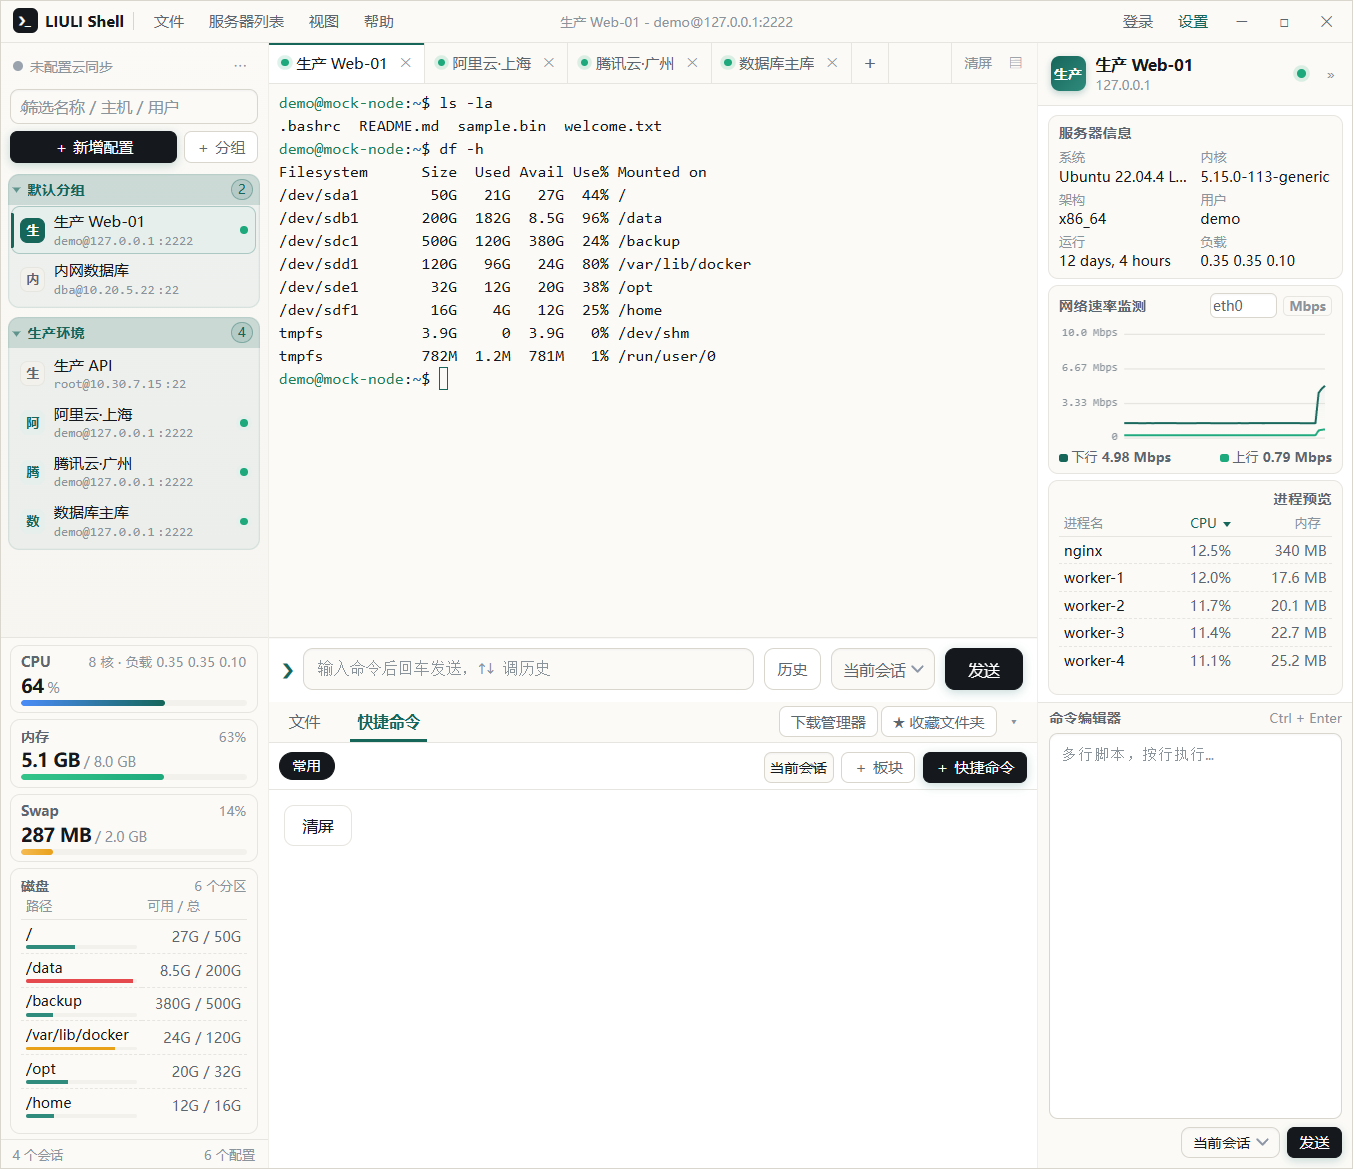 LIULI Shell 文件 服务器列表 视图 帮助 生产 Web-01 - demo@127.0.0.1:2222 登录 设置
未配置云同步 ···
筛选名称 / 主机 / 用户
+ 新增配置 + 分组
默认分组 2
生 生产 Web-01
demo@127.0.0.1:2222
内 内网数据库
dba@10.20.5.22:22
生产环境 4
生 生产 API
root@10.30.7.15:22
阿 阿里云·上海
demo@127.0.0.1:2222
腾 腾讯云·广州
demo@127.0.0.1:2222
数 数据库主库
demo@127.0.0.1:2222
CPU 8 核 · 负载 0.35 0.35 0.10
64 %
内存 63%
5.1 GB / 8.0 GB
Swap 14%
287 MB / 2.0 GB
磁盘 6 个分区
路径 可用 / 总
/ 27G / 50G
/data 8.5G / 200G
/backup 380G / 500G
/var/lib/docker 24G / 120G
/opt 20G / 32G
/home 12G / 16G
4 个会话 6 个配置
生产 Web-01 × 阿里云·上海 × 腾讯云·广州 × 数据库主库 × + 清屏
demo@mock-node:~$ ls -la
.bashrc README.md sample.bin welcome.txt
demo@mock-node:~$ df -h
Filesystem Size Used Avail Use% Mounted on
/dev/sda1 50G 21G 27G 44% /
/dev/sdb1 200G 182G 8.5G 96% /data
/dev/sdc1 500G 120G 380G 24% /backup
/dev/sdd1 120G 96G 24G 80% /var/lib/docker
/dev/sde1 32G 12G 20G 38% /opt
/dev/sdf1 16G 4G 12G 25% /home
tmpfs 3.9G 0 3.9G 0% /dev/shm
tmpfs 782M 1.2M 781M 1% /run/user/0
demo@mock-node:~$
❯ 输入命令后回车发送，↑↓ 调历史 历史 当前会话 发送
文件 快捷命令 下载管理器 ★ 收藏文件夹
常用 当前会话 + 板块 + 快捷命令
清屏
生产 生产 Web-01 »
127.0.0.1
服务器信息
系统 内核
Ubuntu 22.04.4 L... 5.15.0-113-generic
架构 用户
x86_64 demo
运行 负载
12 days, 4 hours 0.35 0.35 0.10
网络速率监测 eth0 Mbps
10.0 Mbps
6.67 Mbps
3.33 Mbps
0
下行 4.98 Mbps 上行 0.79 Mbps
进程预览
进程名 CPU 内存
nginx 12.5% 340 MB
worker-1 12.0% 17.6 MB
worker-2 11.7% 20.1 MB
worker-3 11.4% 22.7 MB
worker-4 11.1% 25.2 MB
命令编辑器 Ctrl + Enter
多行脚本，按行执行...
当前会话 发送